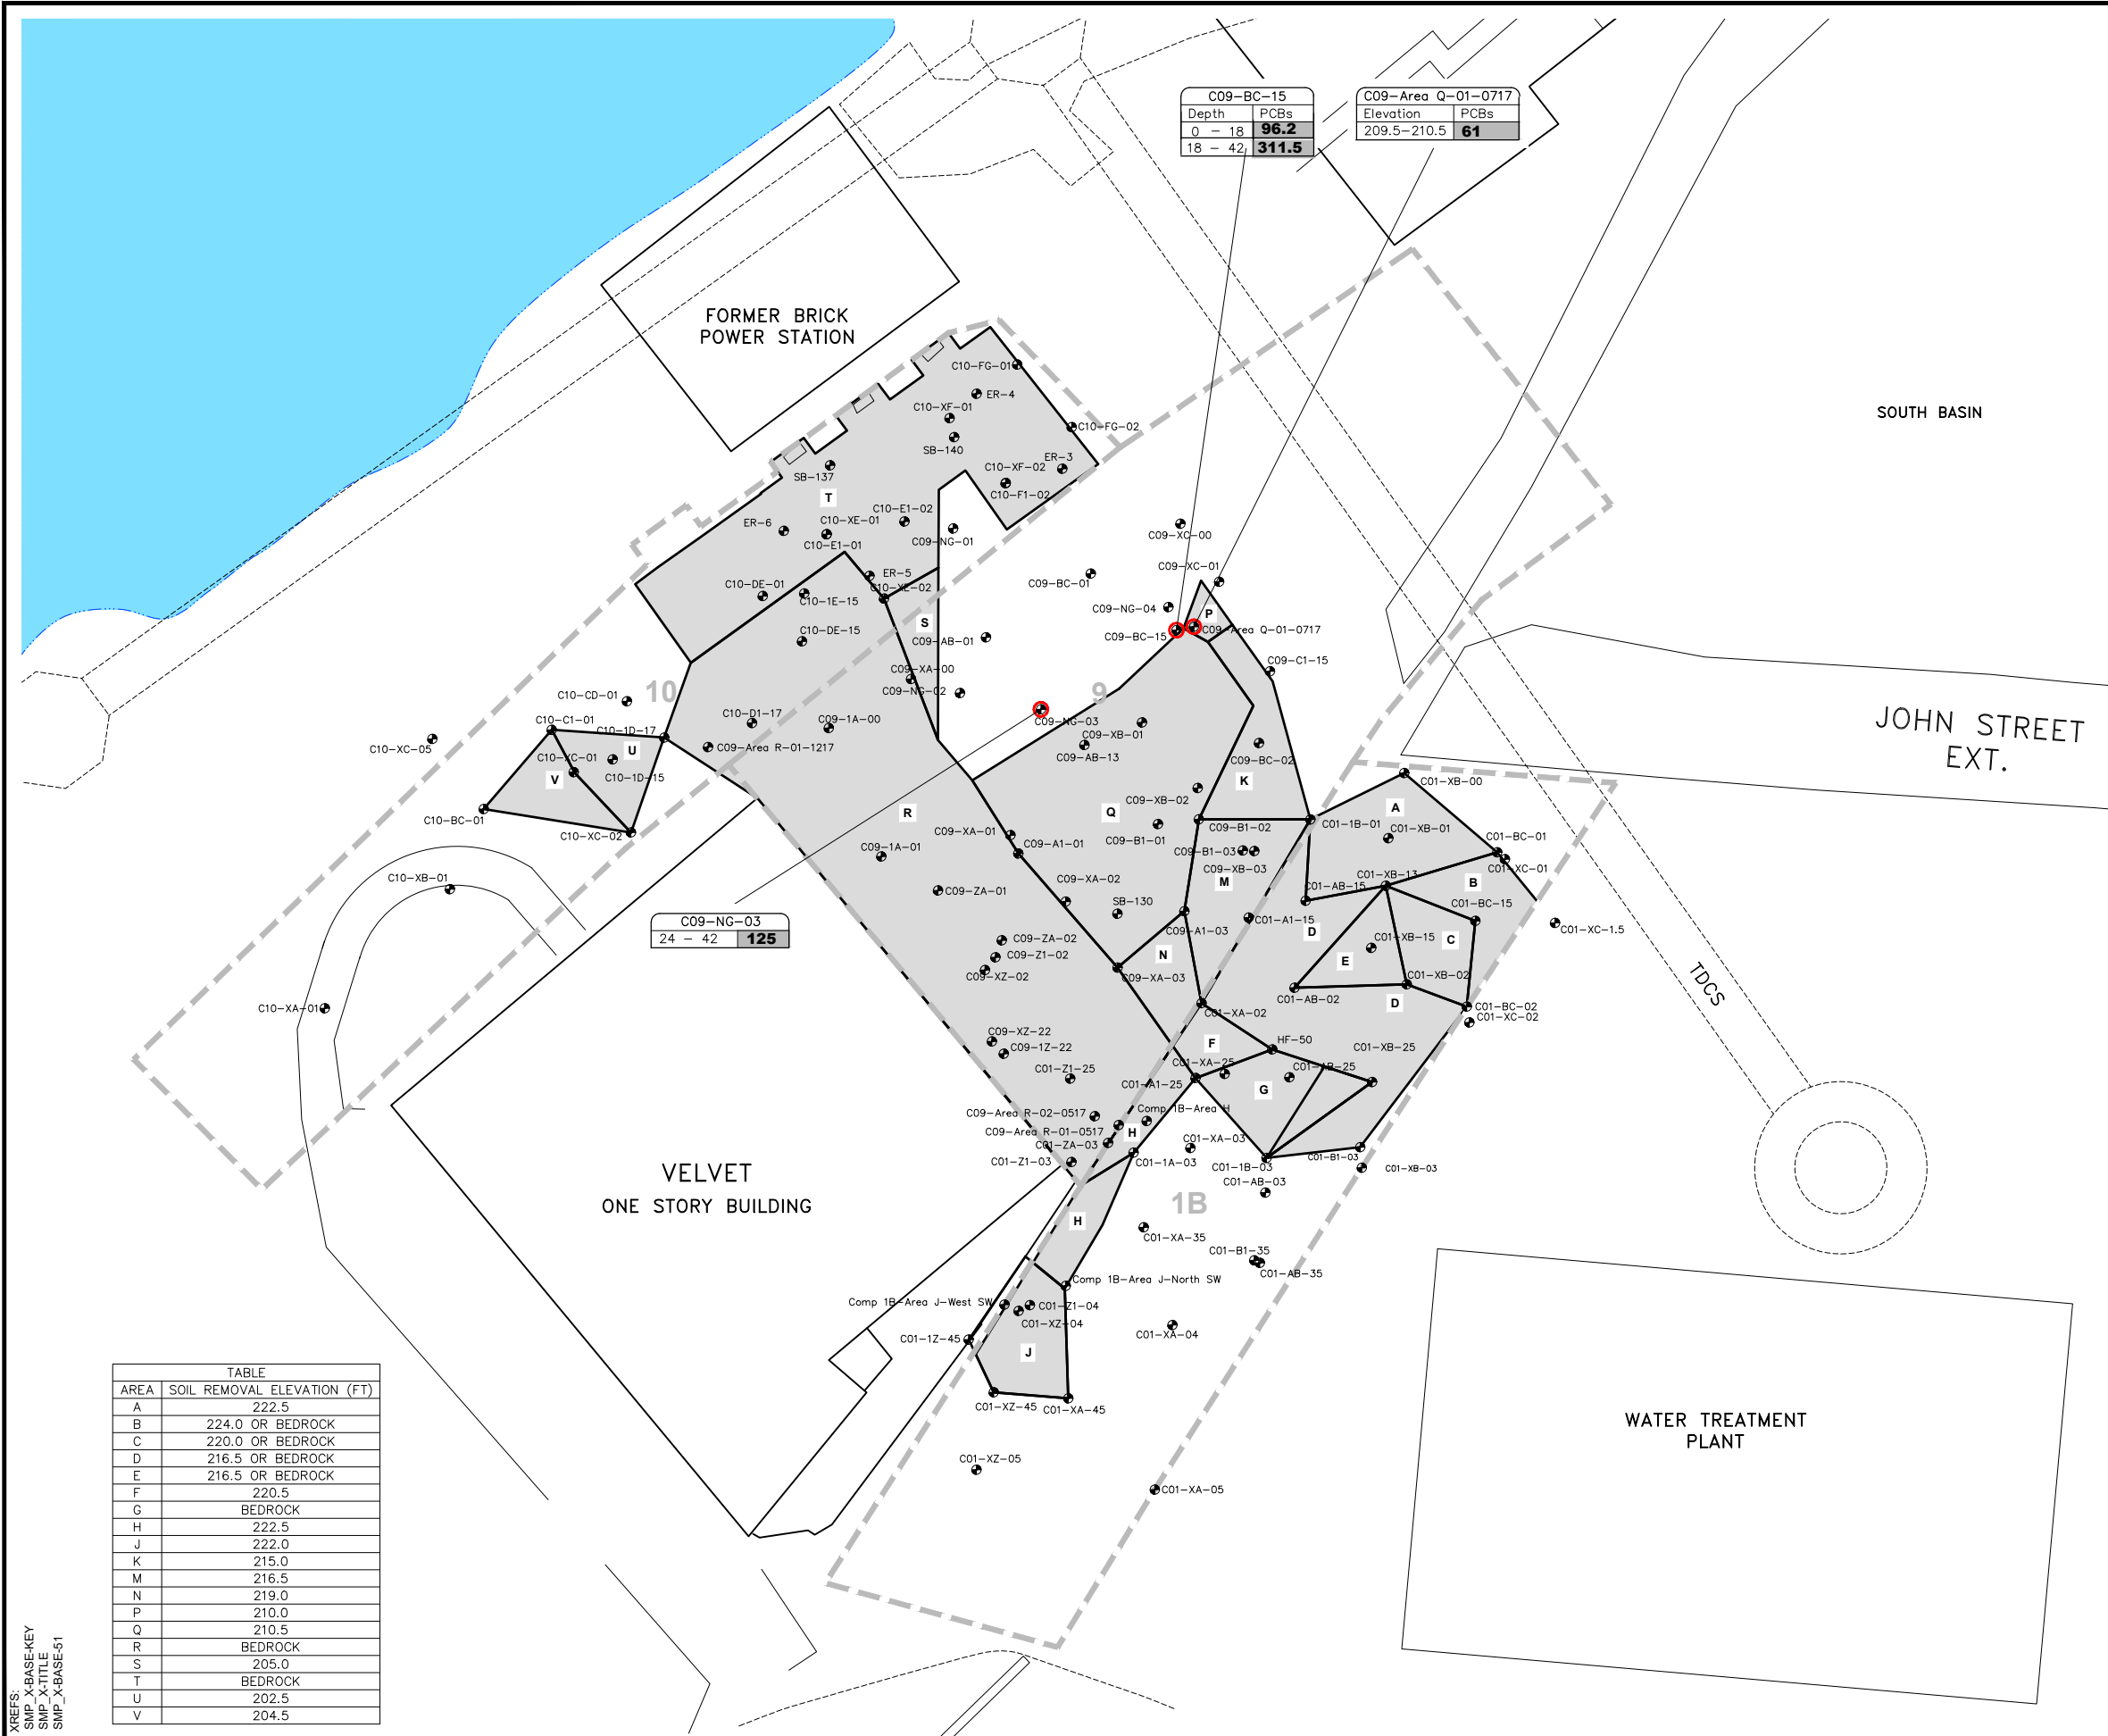 C09-BC-15
Depth PCBs
0 - 18 96.2
18 - 42 311.5
C09-Area Q-01-0717
Elevation PCBs
209.5-210.5 61
FORMER BRICK
POWER STATION
SOUTH BASIN
C10-FG-01
ER-4
C10-XF-01
C10-FG-02
SB-140
ER-3
C10-XF-02
SB-137
C10-F1-02
T
C10-E1-02
ER-6
C10-XE-01
C09-XC-00
C10-E1-01
C09-NG-01
C09-XC-01
ER-5
C09-BC-01
C10-DE-01
C10-XE-02
C10-1E-15
C09-NG-04
P
S
C10-DE-15
C09-AB-01
C09-BC-15
C09-Area Q-01-0717
C09-XA-00
C09-C1-15
10
C10-CD-01
C09-NG-02
9
C10-C1-01
C10-D1-17
C09-1A-00
C09-NG-03
JOHN STREET
EXT.
C10-1D-17
C09-XB-01
C10-XC-05
U
C09-Area R-01-1217
C09-AB-13
C09-BC-02
C10-XC-01
V
C10-1D-15
K
C01-XB-00
C09-XB-02
A
C10-BC-01
R
Q
C10-XC-02
C09-XA-01
C09-B1-01
C09-B1-02
C01-1B-01
C01-XB-01
C01-BC-01
C09-A1-01
C09-1A-01
C09-B1-03
C09-XB-03
C01-XC-01
C10-XB-01
C09-XA-02
M
C01-AB-15
C01-XB-13
B
C09-ZA-01
SB-130
C01-BC-15
C09-NG-03
24 - 42 125
C01-A1-15
C01-XC-1.5
C09-A1-03
D
C09-ZA-02
C01-XB-15
C
C09-Z1-02
N
E
C09-XZ-02
C09-XA-03
C01-XB-02
TDCS
C01-AB-02
D
C10-XA-01
C01-XA-02
C01-BC-02
C01-XC-02
C09-XZ-22
C09-1Z-22
F
HF-50
C01-XB-25
C01-XA-25
C01-AB-25
C01-Z1-25
C01-A1-25
G
C09-Area R-02-0517
Comp 1B-Area H
C09-Area R-01-0517
H
C01-ZA-03
C01-XA-03
C01-Z1-03
C01-1A-03
C01-1B-03
C01-B1-03
C01-XB-03
VELVET
ONE STORY BUILDING
C01-AB-03
1B
H
C01-XA-35
C01-B1-35
C01-AB-35
Comp 1B-Area J-North SW
Comp 1B-Area J-West SW
C01-Z1-04
C01-XZ-04
C01-1Z-45
C01-XA-04
J
C01-XZ-45
C01-XA-45
WATER TREATMENT
PLANT
C01-XZ-05
C01-XA-05
TABLE
AREA SOIL REMOVAL ELEVATION (FT)
A 222.5
B 224.0 OR BEDROCK
C 220.0 OR BEDROCK
D 216.5 OR BEDROCK
E 216.5 OR BEDROCK
F 220.5
G BEDROCK
H 222.5
J 222.0
K 215.0
M 216.5
N 219.0
P 210.0
Q 210.5
R BEDROCK
S 205.0
T BEDROCK
U 202.5
V 204.5
XREFS:
SMP_X-BASE-KEY
SMP_X-TITLE
SMP_X-BASE-51